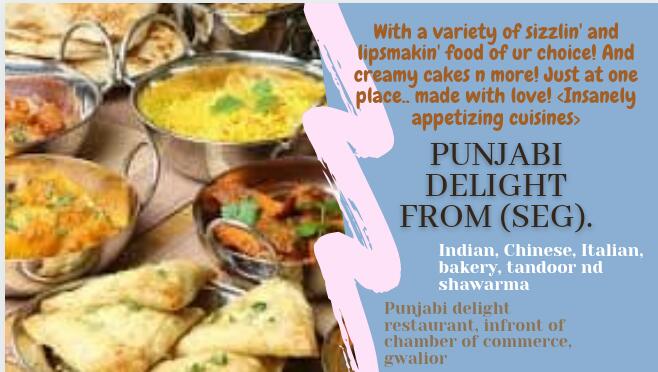 With a variety of sizzlin' and
lipsmakin' food of ur choice! And
creamy cakes n more! Just at one
place.. made with love! <Insanely
appetizing cuisines>
PUNJABI
DELIGHT
FROM (SEG).
Indian, Chinese, Italian,
bakery, tandoor nd
shawarma
Punjabi delight
restaurant, infront of
chamber of commerce,
gwalior